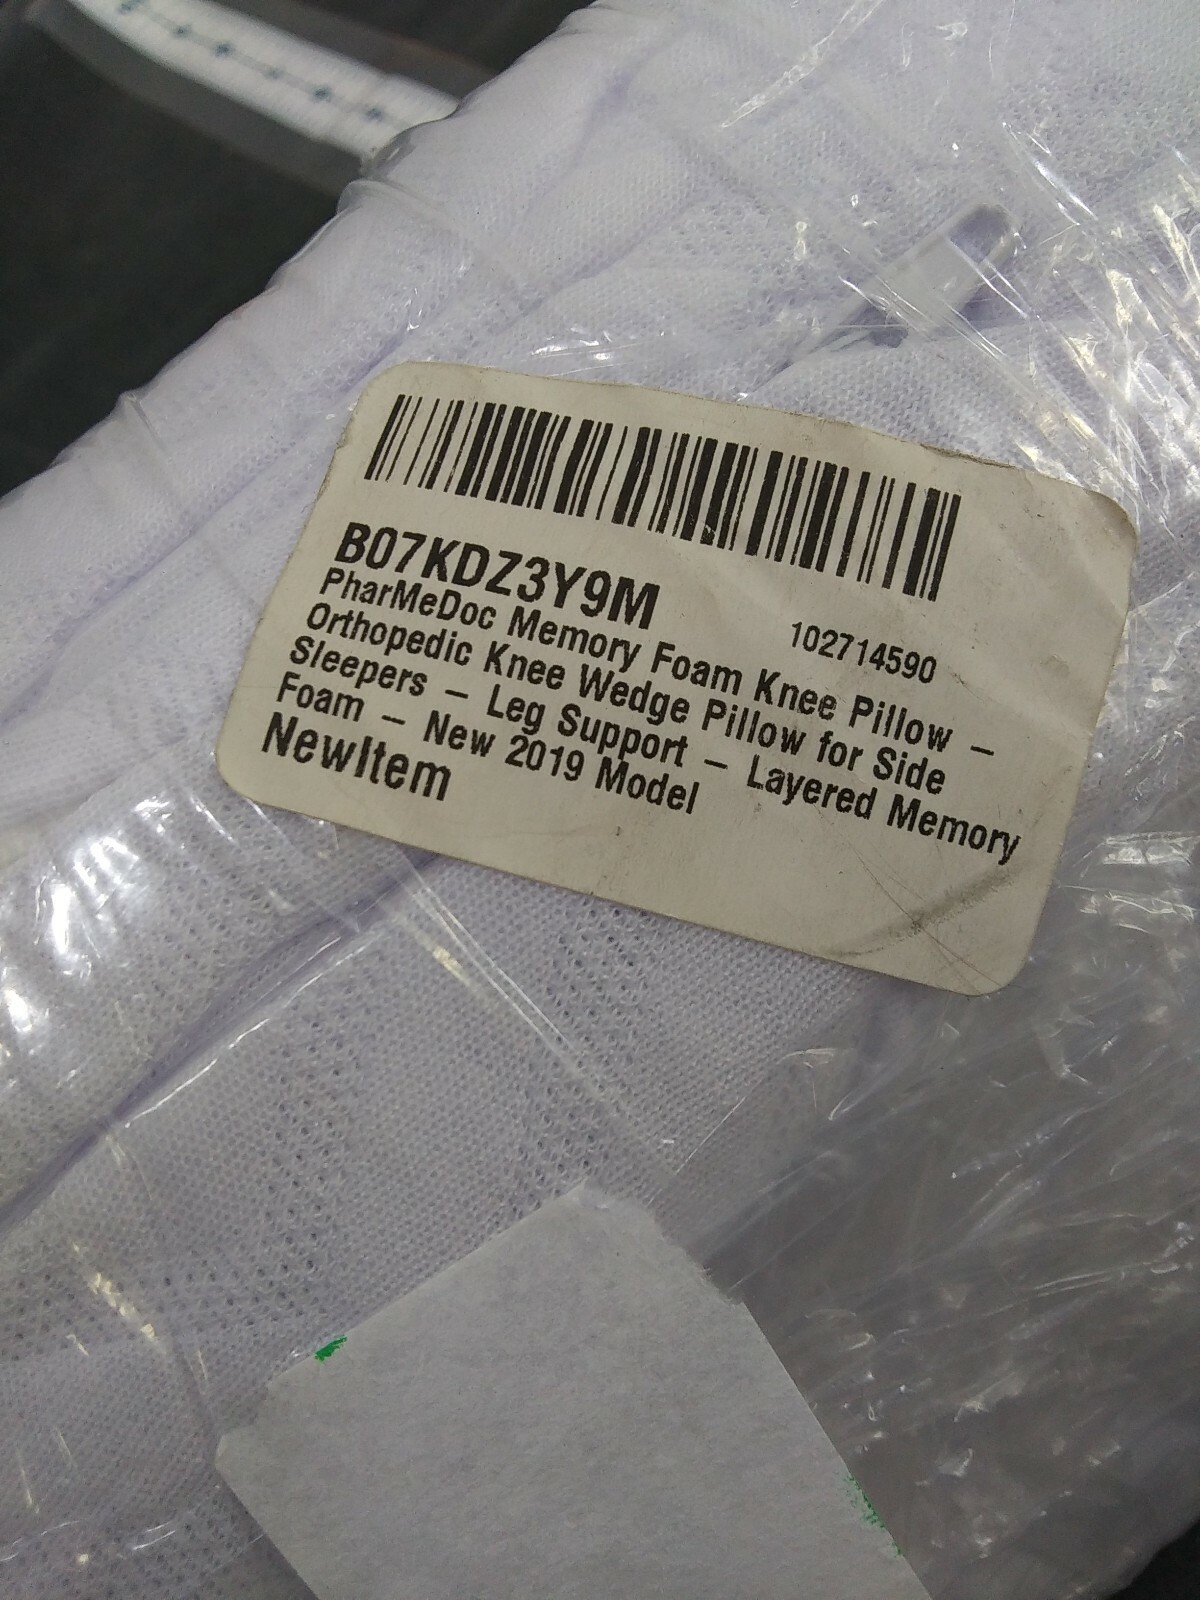 B07KDZ3Y9M
102714590
PharMeDoc Memory Foam Knee Pillow –
Orthopedic Knee Wedge Pillow for Side
Sleepers – Leg Support – Layered Memory
Foam – New 2019 Model
NewItem